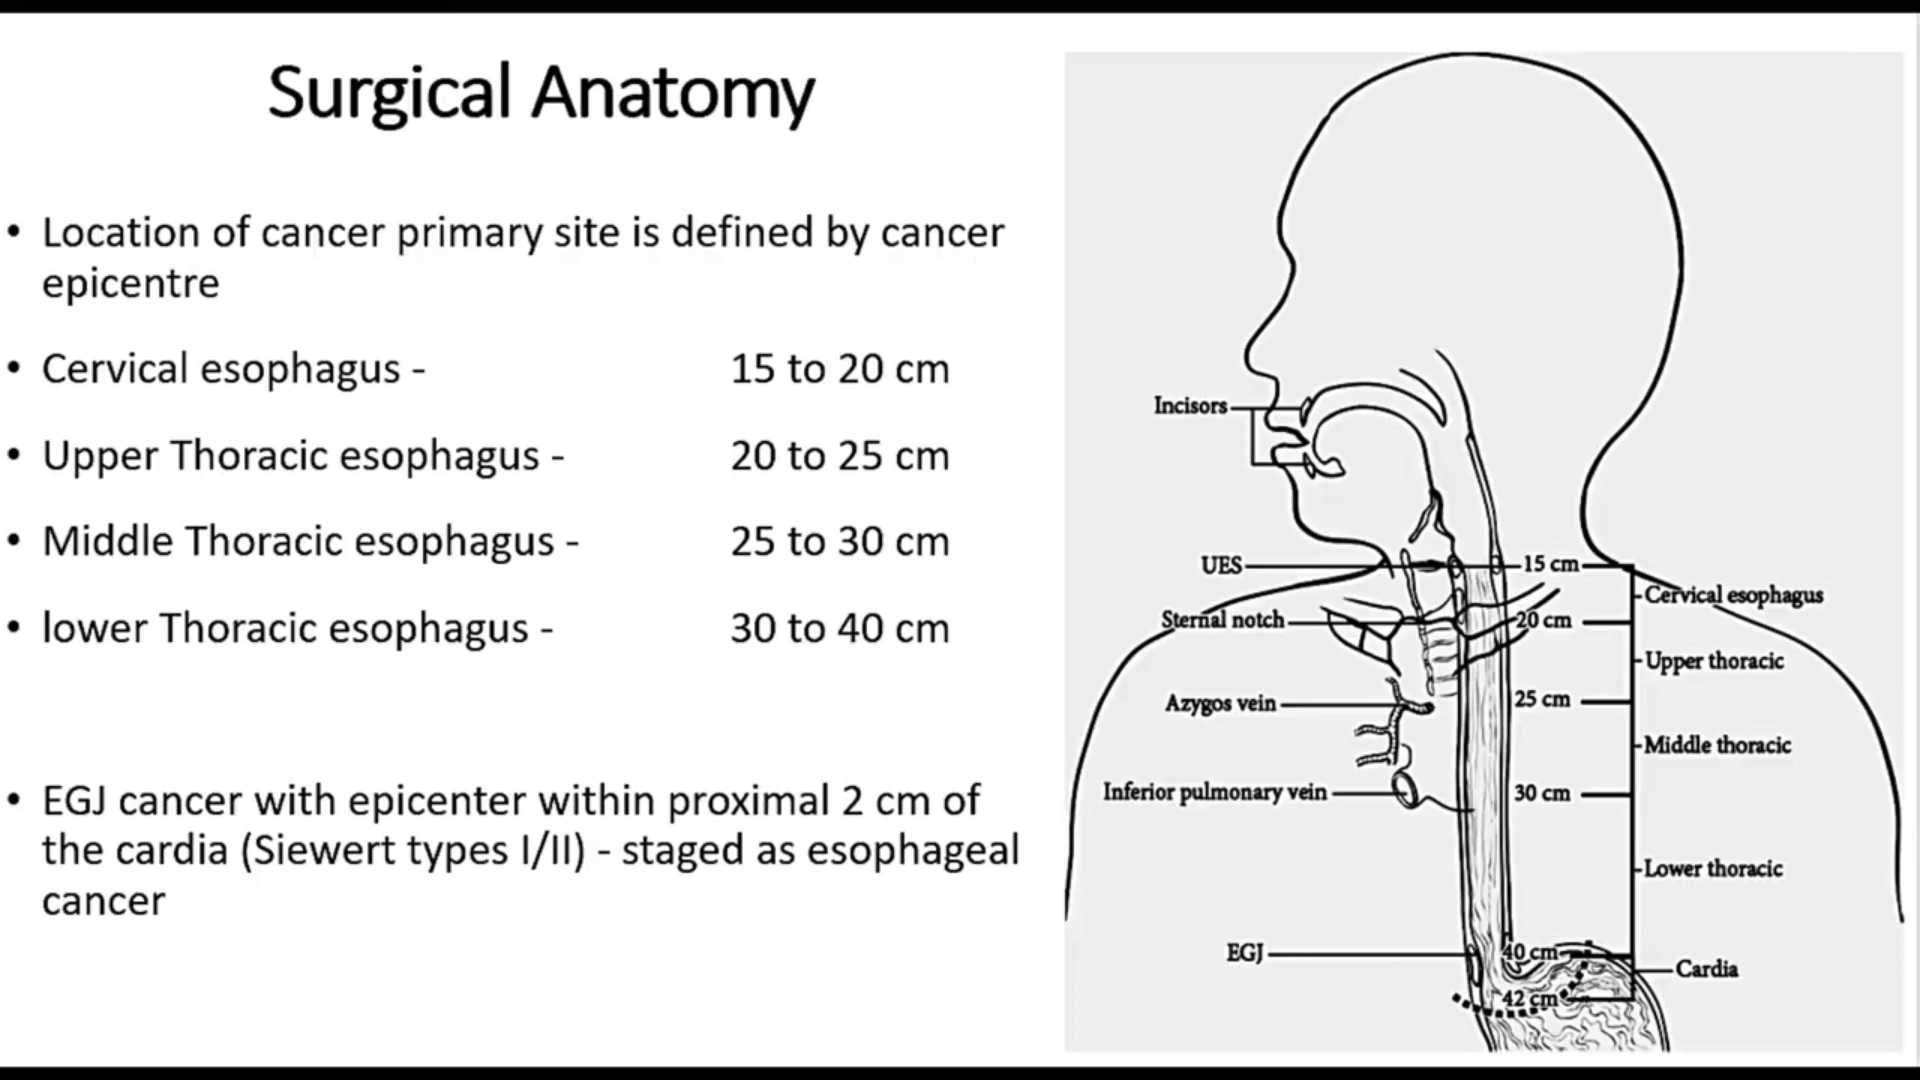 Surgical Anatomy
• Location of cancer primary site is defined by cancer
epicentre
• Cervical esophagus - 15 to 20 cm
• Upper Thoracic esophagus - 20 to 25 cm
• Middle Thoracic esophagus - 25 to 30 cm
• lower Thoracic esophagus - 30 to 40 cm
• EGJ cancer with epicenter within proximal 2 cm of
the cardia (Siewert types I/II) - staged as esophageal
cancer
Incisors
UES
15 cm
Cervical esophagus
Sternal notch
20 cm
Upper thoracic
Azygos vein
25 cm
Middle thoracic
Inferior pulmonary vein
30 cm
Lower thoracic
EGJ
40 cm
Cardia
42 cm